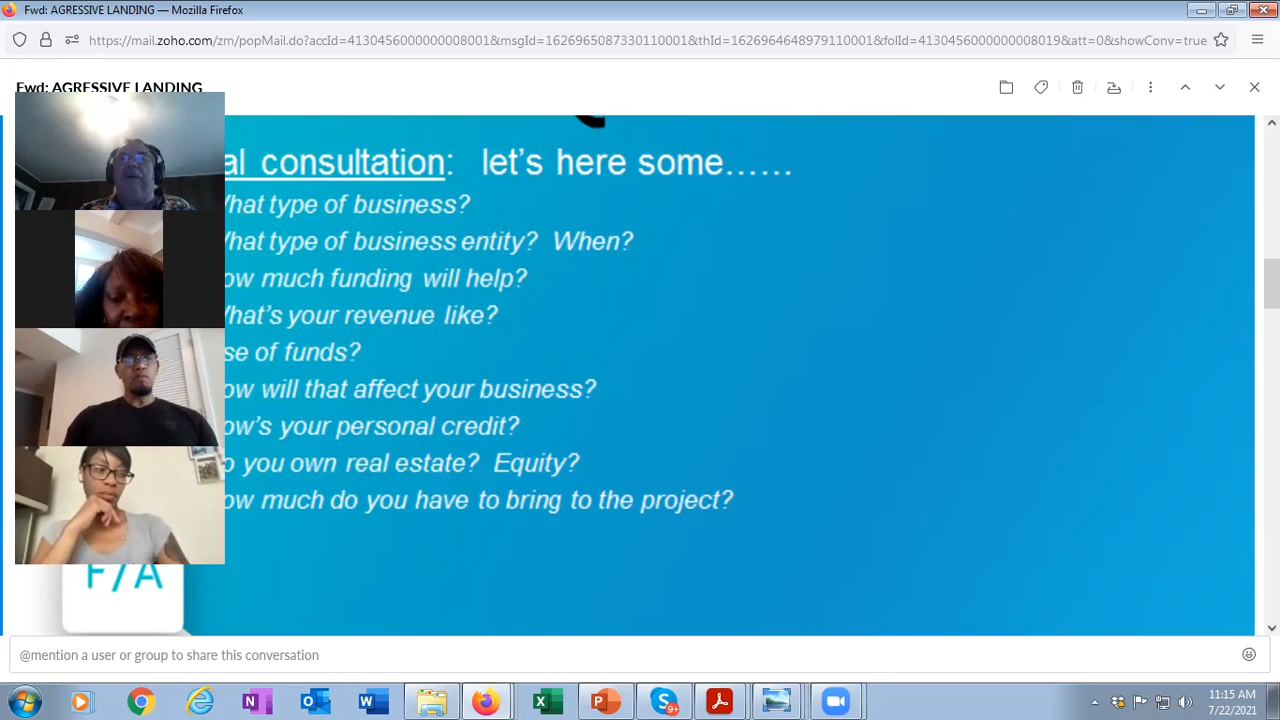 Fwd: AGRESSIVE LANDING — Mozilla Firefox
https://mail.zoho.com/zm/popMail.do?accId=4130456000000008001&msgId=1626965087330110001&thId=1626964648979110001&folId=4130456000000008019&att=0&showConv=true
Fwd: AGRESSIVE LANDING
al consultation: let's here some……
hat type of business?
hat type of business entity? When?
ow much funding will help?
hat's your revenue like?
se of funds?
ow will that affect your business?
ow's your personal credit?
o you own real estate? Equity?
ow much do you have to bring to the project?
F/A
@mention a user or group to share this conversation
11:15 AM
7/22/2021